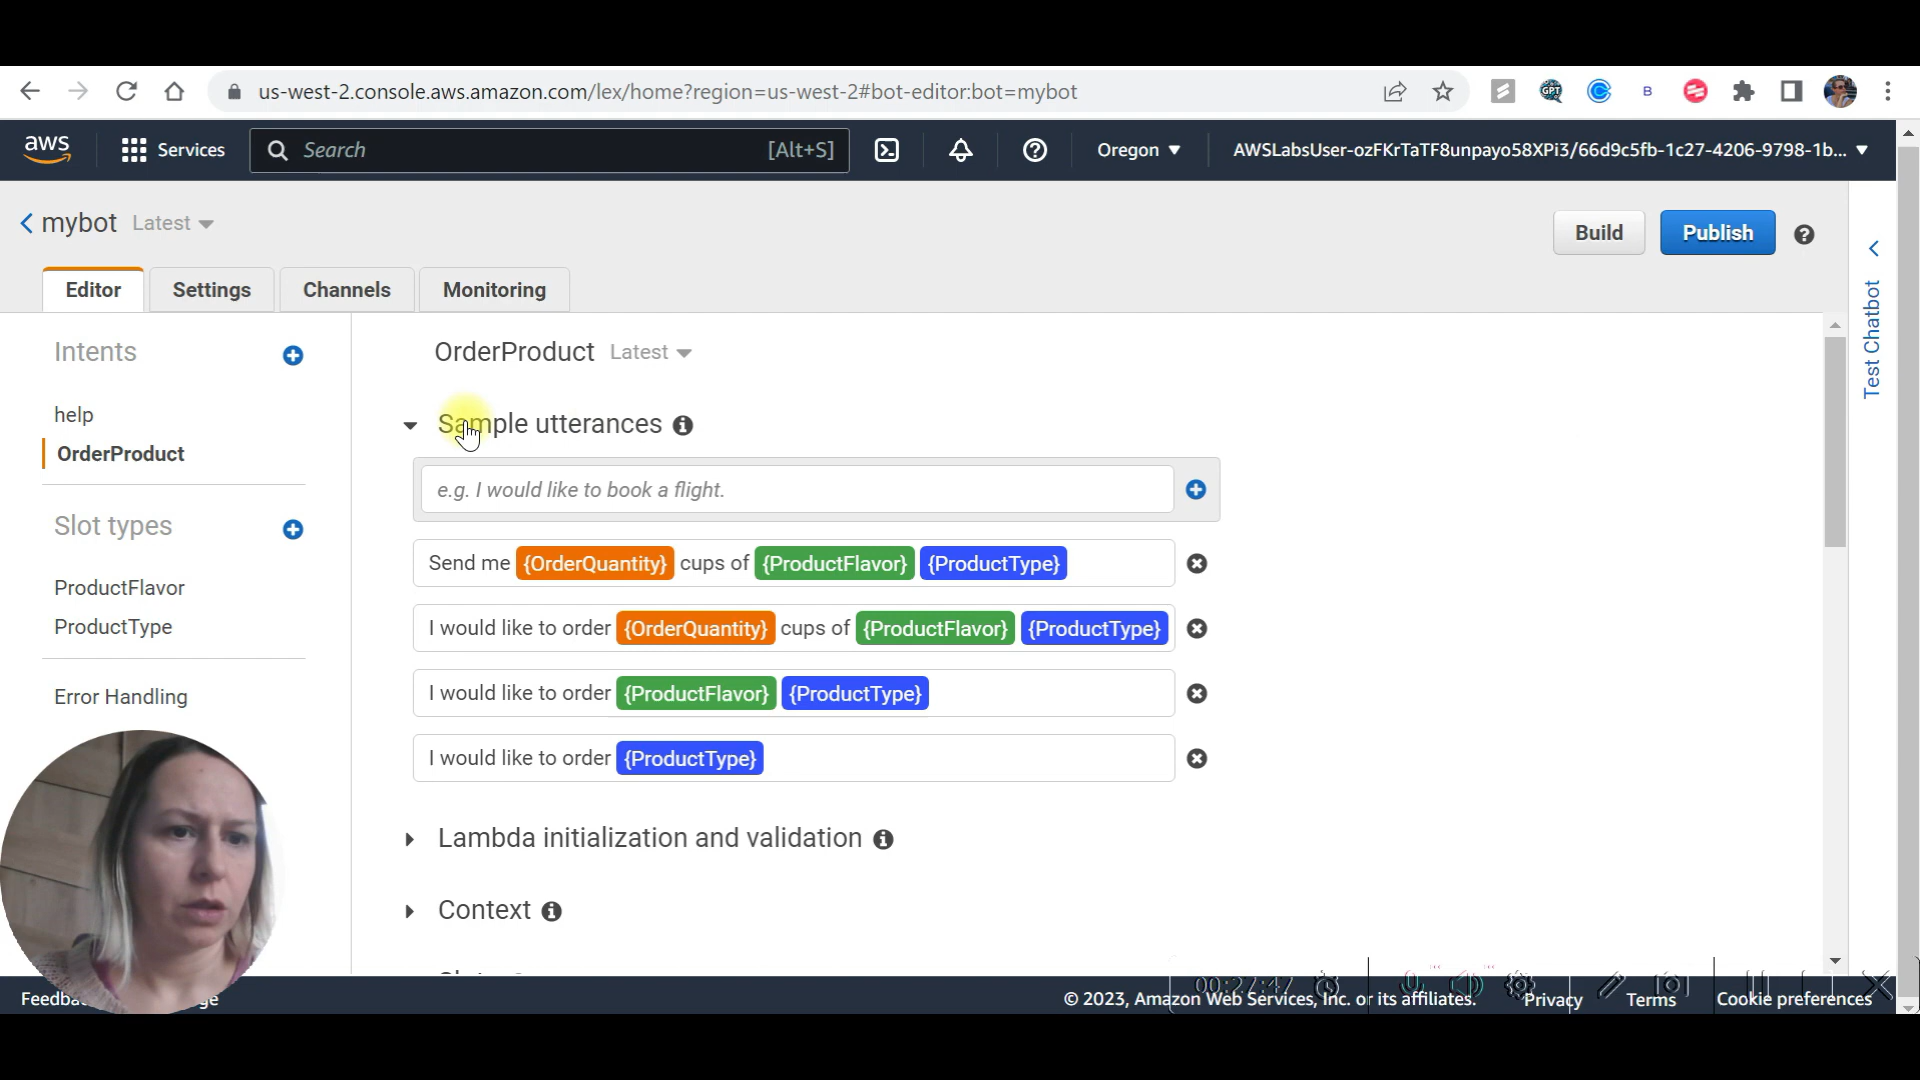 us-west-2.console.aws.amazon.com/lex/home?region=us-west-2#bot-editor:bot=mybot
GPT
B
aws
Services
Search
[Alt+S]
Oregon
AWSLabsUser-ozFKrTaTF8unpayo58XPi3/66d9c5fb-1c27-4206-9798-1b...
mybot Latest
Build
Publish
Editor
Settings
Channels
Monitoring
Test Chatbot
Intents
help
OrderProduct
Slot types
ProductFlavor
ProductType
Error Handling
OrderProduct Latest
Sample utterances
e.g. I would like to book a flight.
Send me {OrderQuantity} cups of {ProductFlavor} {ProductType}
I would like to order {OrderQuantity} cups of {ProductFlavor} {ProductType}
I would like to order {ProductFlavor} {ProductType}
I would like to order {ProductType}
Lambda initialization and validation
Context
00:27:47
© 2023, Amazon Web Services, Inc. or its affiliates.
Privacy
Terms
Cookie preferences